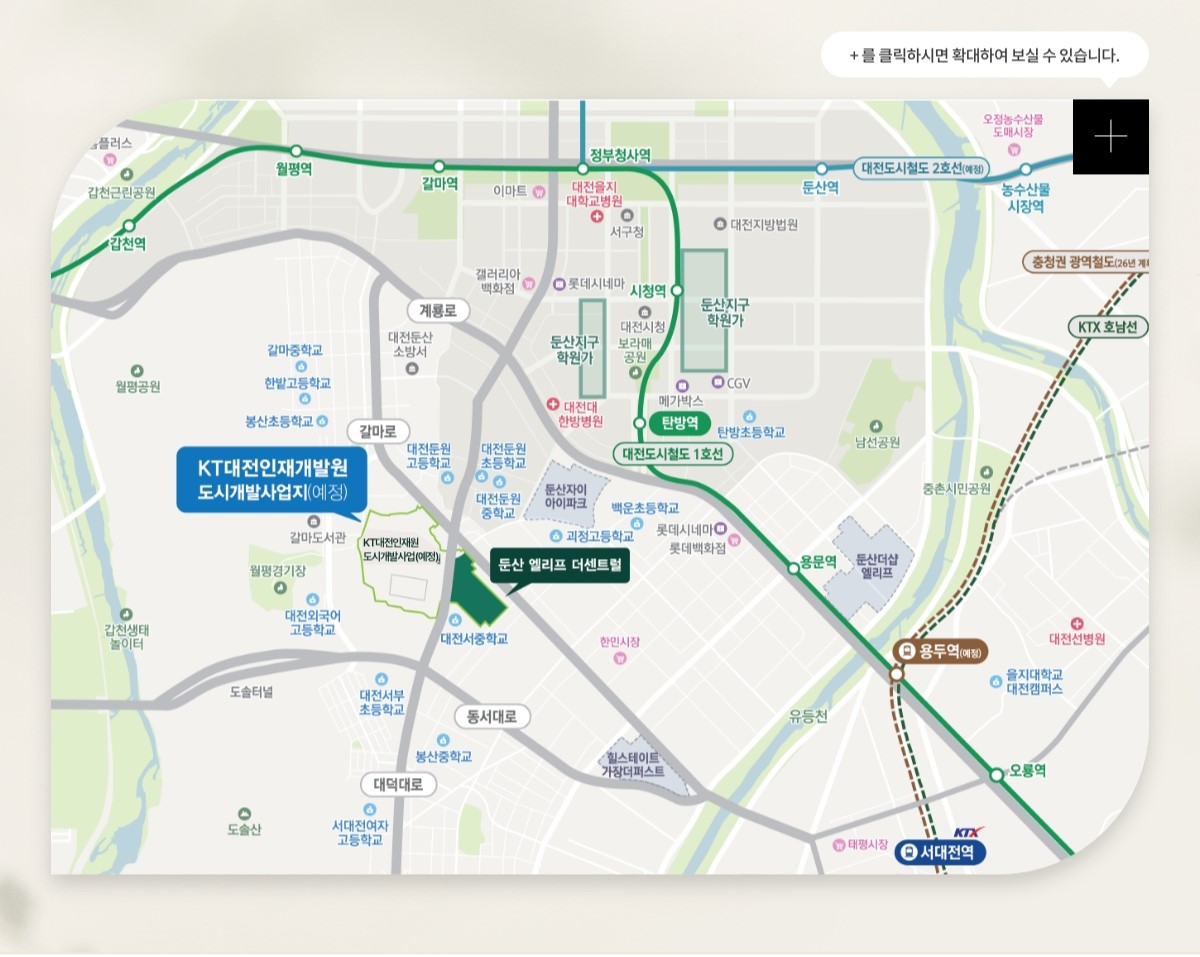 + 를 클릭하시면 확대하여 보실 수 있습니다.
오정농수산물
도매시장
플러스
갑천근린공원
월평역
갈마역
정부청사역
이마트
대전을지
대학교병원
서구청
대전지방법원
둔산역
대전도시철도 2호선(예정)
농수산물
시장역
갑천역
충청권 광역철도(26년 계
갤러리아
백화점
롯데시네마
시청역
계룡로
둔산지구
학원가
둔산지구
학원가
대전시청
보라매
공원
KTX 호남선
대전둔산
소방서
갈마중학교
한밭고등학교
봉산초등학교
월평공원
메가박스
CGV
대전대
한방병원
탄방역
탄방초등학교
대전도시철도 1호선
남선공원
갈마로
대전둔원
고등학교
대전둔원
초등학교
대전둔원
중학교
KT대전인재개발원
도시개발사업지(예정)
둔산자이
아이파크
중촌시민공원
백운초등학교
괴정고등학교
롯데시네마
롯데백화점
갈마도서관
KT대전인재원
도시개발사업(예정)
둔산 엘리프 더센트럴
용문역
둔산더샵
엘리프
월평경기장
대전외국어
고등학교
갑천생태
놀이터
대전서중학교
한민시장
대전선병원
용두역(예정)
을지대학교
대전캠퍼스
도솔터널
대전서부
초등학교
동서대로
유등천
봉산중학교
힐스테이트
가장더퍼스트
오룡역
대덕대로
도솔산
서대전여자
고등학교
태평시장
KTX
서대전역